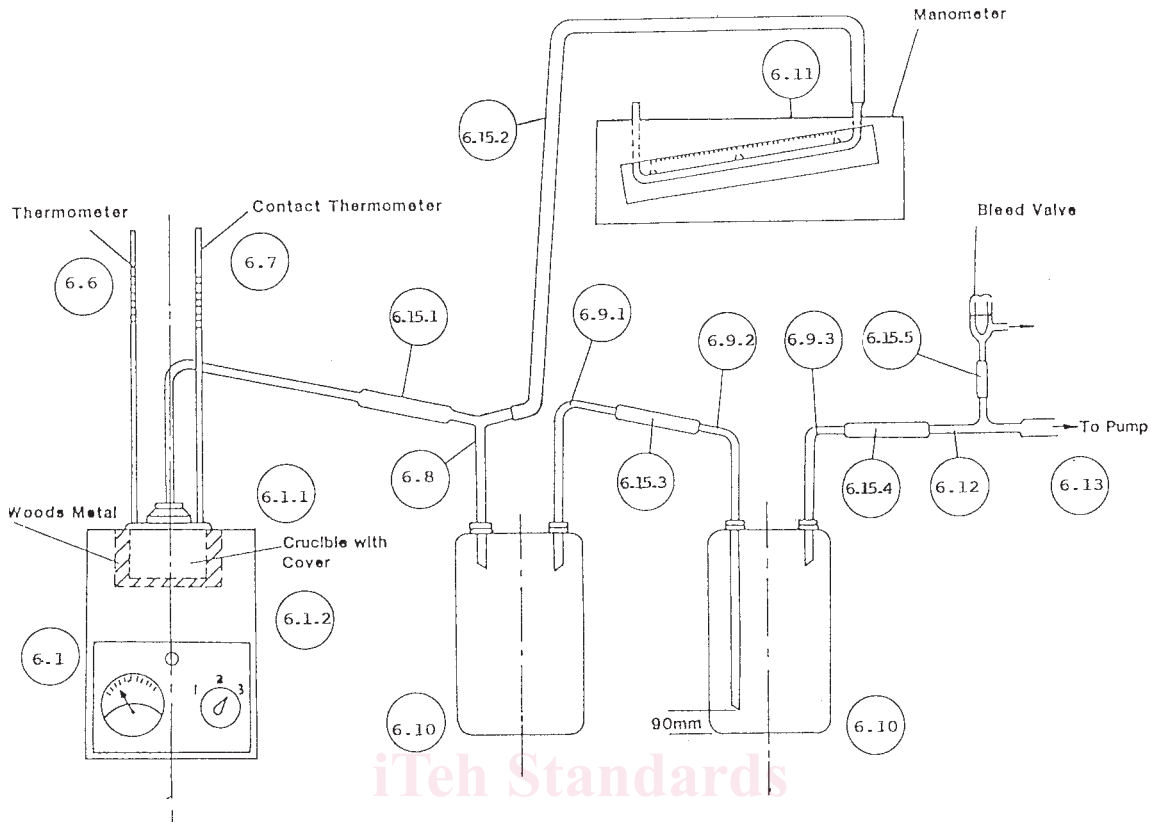 Manometer
6.11
6.15.2
Thermometer
Contact Thermometer
Bleed Valve
6.6
6.7
6.15.1
6.9.1
6.9.2
6.9.3
6.15.5
To Pump
6.8
6.15.3
6.15.4
6.12
6.13
6.1.1
Woods Metal
Crucible with
Cover
6.1.2
6.1
1
2
3
6.10
90mm
6.10
iTeh Standards